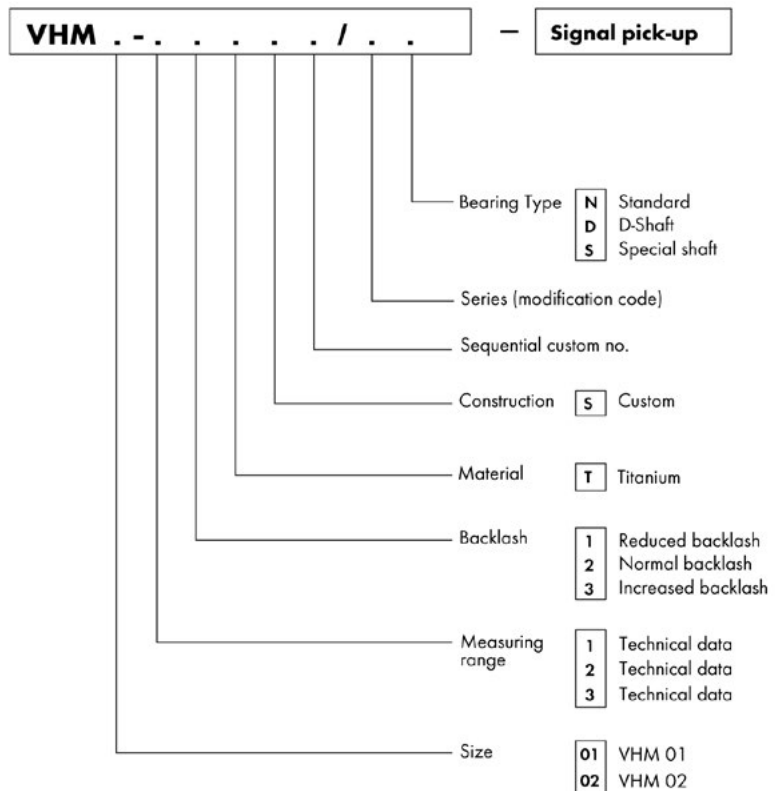 VHM . - . . . . . / . . – Signal pick-up
Bearing Type N Standard
D D-Shaft
S Special shaft
Series (modification code)
Sequential custom no.
Construction S Custom
Material T Titanium
Backlash 1 Reduced backlash
2 Normal backlash
3 Increased backlash
Measuring range 1 Technical data
2 Technical data
3 Technical data
Size 01 VHM 01
02 VHM 02